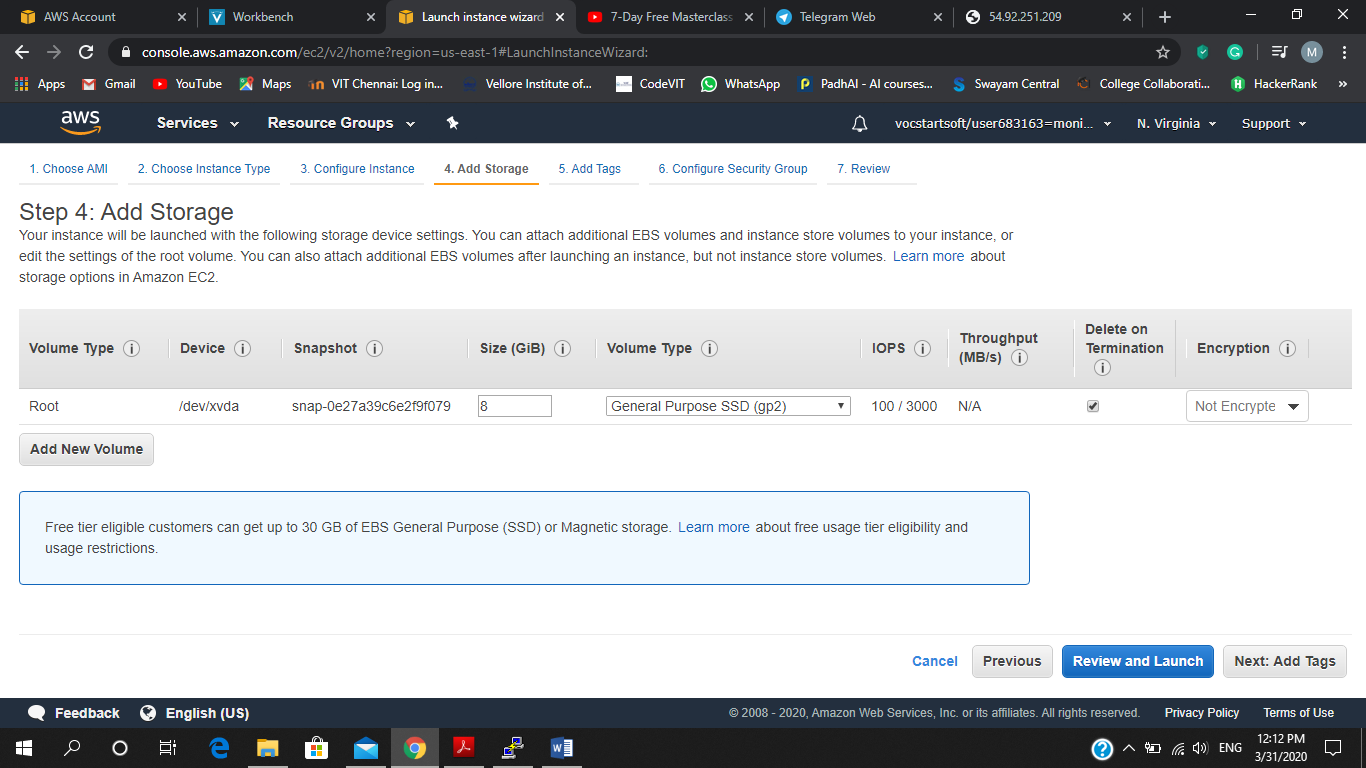 AWS Account
Workbench
Launch instance wizard
7-Day Free Masterclass
Telegram Web
54.92.251.209
console.aws.amazon.com/ec2/v2/home?region=us-east-1#LaunchInstanceWizard:
M
Apps
Gmail
YouTube
Maps
VIT Chennai: Log in...
Vellore Institute of...
CodeVIT
WhatsApp
PadhAI - AI courses...
Swayam Central
College Collaborati...
HackerRank
»
aws
Services
Resource Groups
vocstartsoft/user683163=moni...
N. Virginia
Support
1. Choose AMI
2. Choose Instance Type
3. Configure Instance
4. Add Storage
5. Add Tags
6. Configure Security Group
7. Review
Step 4: Add Storage
Your instance will be launched with the following storage device settings. You can attach additional EBS volumes and instance store volumes to your instance, or
edit the settings of the root volume. You can also attach additional EBS volumes after launching an instance, but not instance store volumes. Learn more about
storage options in Amazon EC2.
Volume Type
Device
Snapshot
Size (GiB)
Volume Type
IOPS
Throughput
(MB/s)
Delete on
Termination
Encryption
Root
/dev/xvda
snap-0e27a39c6e2f9f079
8
General Purpose SSD (gp2)
100 / 3000
N/A
Not Encrypte
Add New Volume
Free tier eligible customers can get up to 30 GB of EBS General Purpose (SSD) or Magnetic storage. Learn more about free usage tier eligibility and
usage restrictions.
Cancel
Previous
Review and Launch
Next: Add Tags
Feedback
English (US)
© 2008 - 2020, Amazon Web Services, Inc. or its affiliates. All rights reserved.
Privacy Policy
Terms of Use
ENG
12:12 PM
3/31/2020